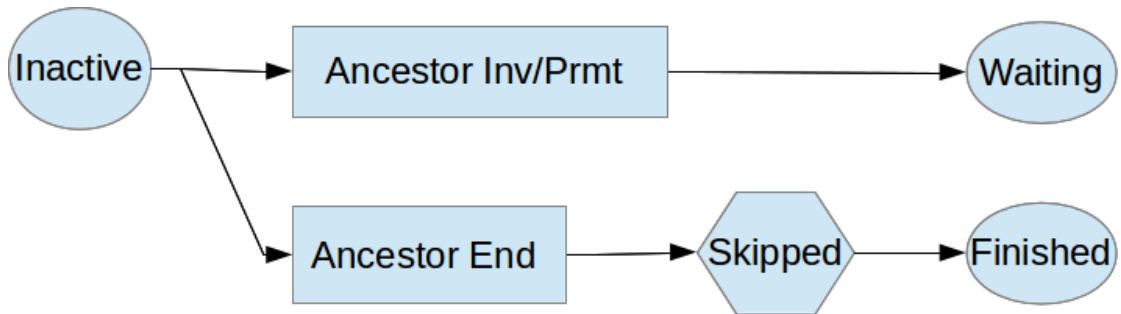 Inactive
Ancestor Inv/Prmt
Waiting
Ancestor End
Skipped
Finished